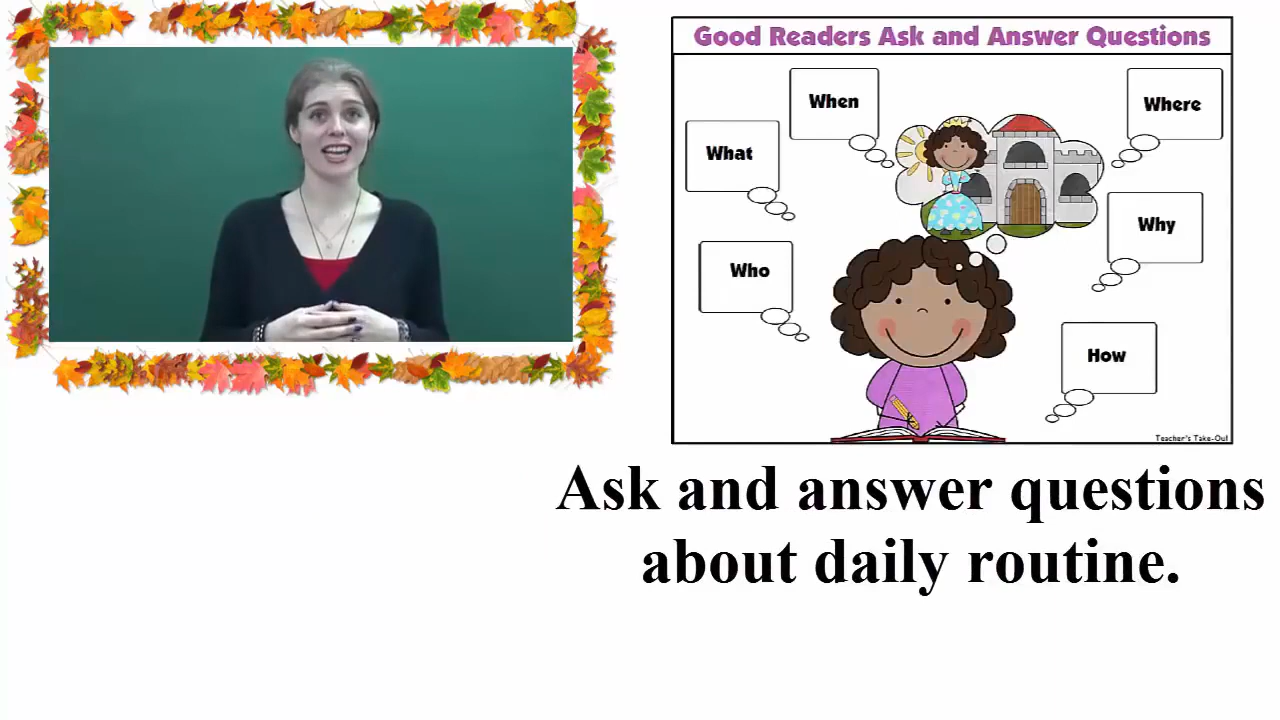 Good Readers Ask and Answer Questions
When
Where
What
Why
Who
How
Teacher's Take-Out
Ask and answer questions
about daily routine.